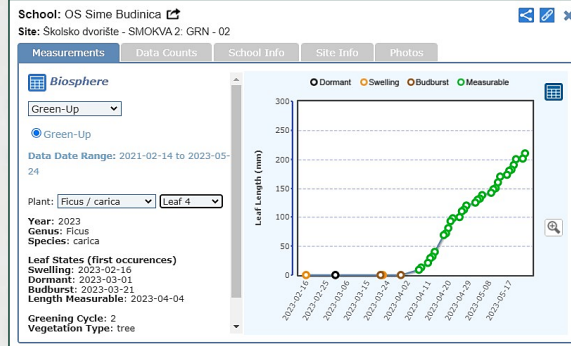 School: OS Sime Budinica
Site: Školsko dvorište - SMOKVA 2: GRN - 02
Measurements Data Counts School Info Site Info Photos
Biosphere
Green-Up
Green-Up
Data Date Range: 2021-02-14 to 2023-05-
24
Plant: Ficus / carica Leaf 4
Year: 2023
Genus: Ficus
Species: carica
Leaf States (first occurences)
Swelling: 2023-02-16
Dormant: 2023-03-01
Budburst: 2023-03-21
Length Measurable: 2023-04-04
Greening Cycle: 2
Vegetation Type: tree
Dormant Swelling Budburst Measurable
Leaf Length (mm)
300
250
200
150
100
50
0
2023-02-16
2023-02-25
2023-03-06
2023-03-15
2023-03-24
2023-04-02
2023-04-11
2023-04-20
2023-04-29
2023-05-08
2023-05-17